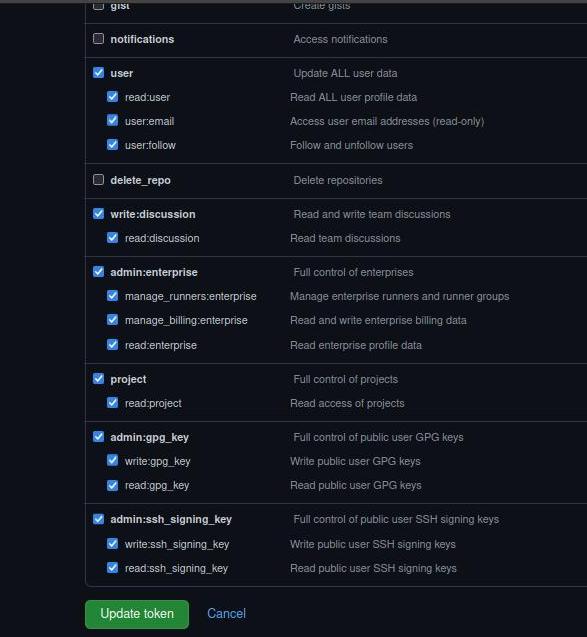 gist Create gists
notifications Access notifications
user Update ALL user data
read:user Read ALL user profile data
user:email Access user email addresses (read-only)
user:follow Follow and unfollow users
delete_repo Delete repositories
write:discussion Read and write team discussions
read:discussion Read team discussions
admin:enterprise Full control of enterprises
manage_runners:enterprise Manage enterprise runners and runner groups
manage_billing:enterprise Read and write enterprise billing data
read:enterprise Read enterprise profile data
project Full control of projects
read:project Read access of projects
admin:gpg_key Full control of public user GPG keys
write:gpg_key Write public user GPG keys
read:gpg_key Read public user GPG keys
admin:ssh_signing_key Full control of public user SSH signing keys
write:ssh_signing_key Write public user SSH signing keys
read:ssh_signing_key Read public user SSH signing keys
Update token Cancel